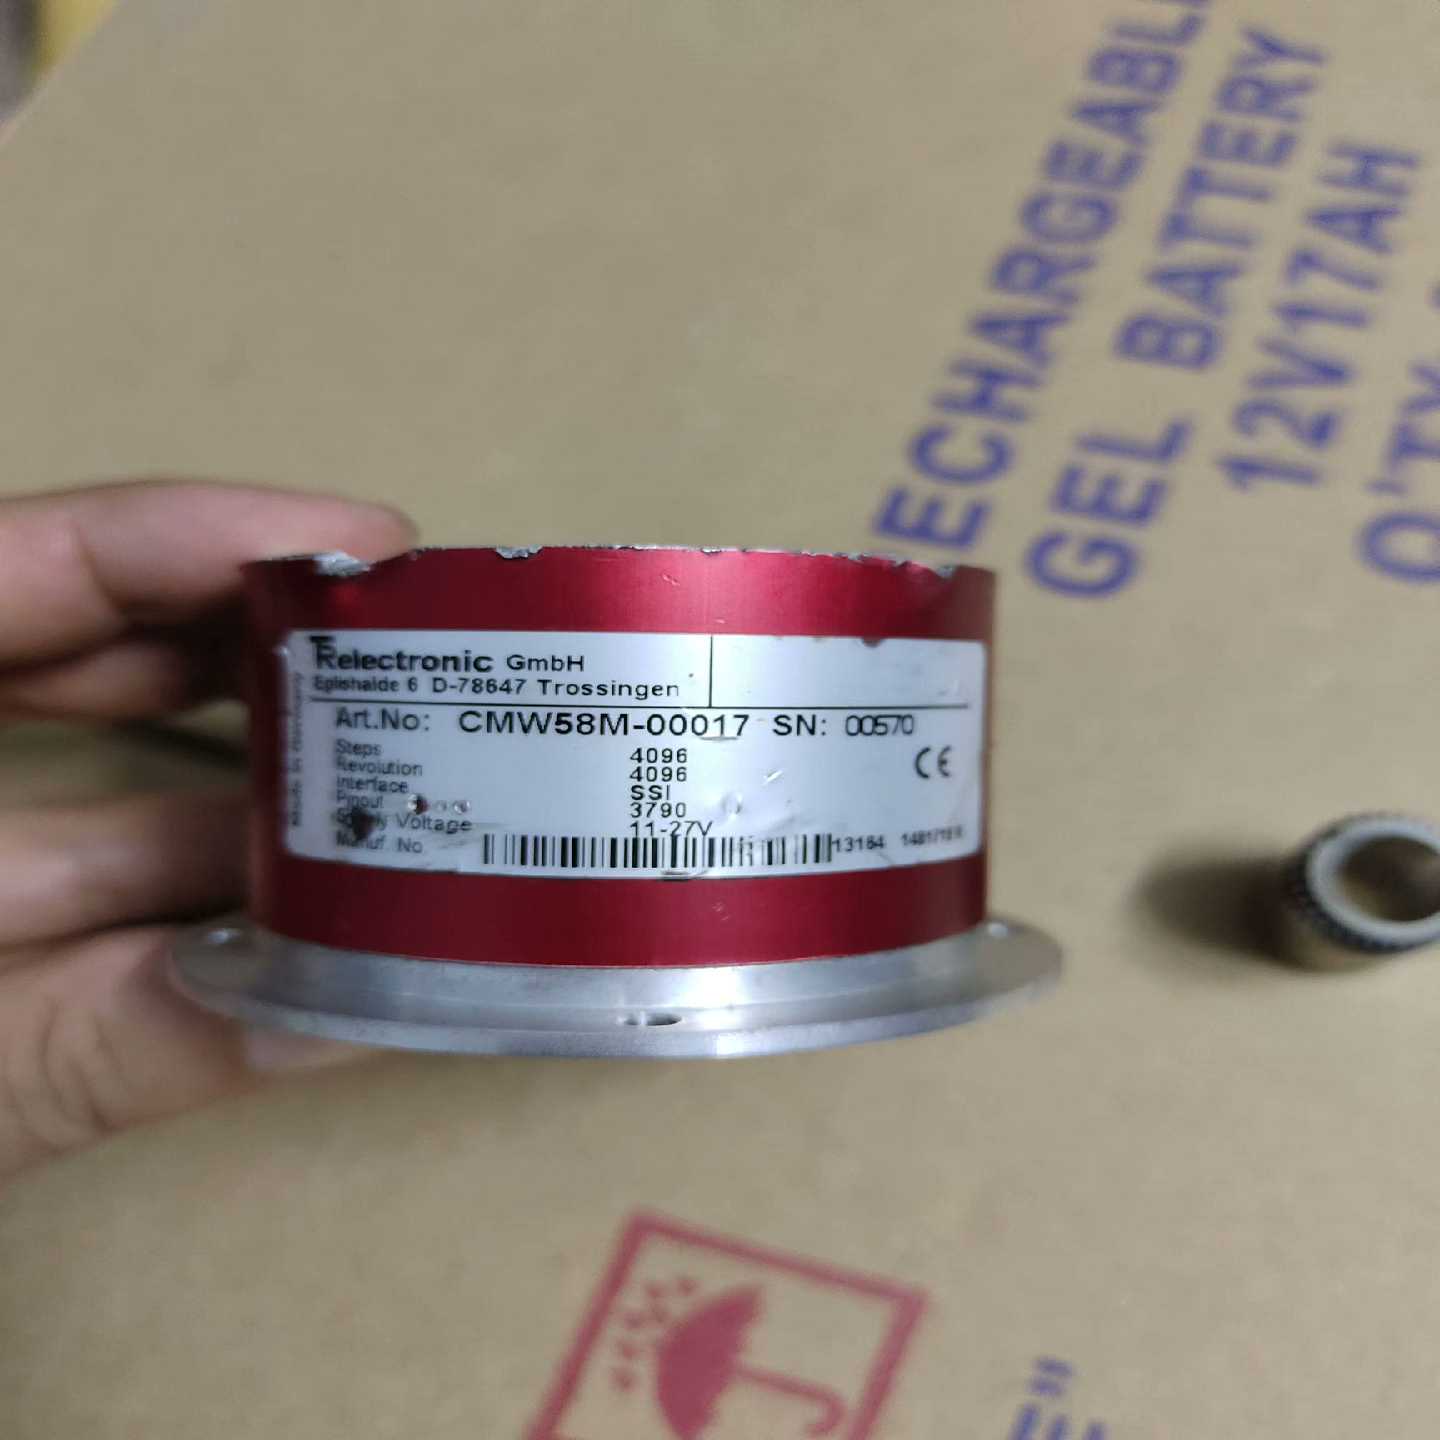 ECHARGEABL
GEL BATTERY
12V17AH
Q'TY
TRelectronic GmbH
Eglishalde 6 D-78647 Trossingen
Art.No: CMW58M-00017 SN: 00570
Steps 4096
Revolution 4096
Interface SSI
Pinout 3790
Supply Voltage 11-27V
Manuf. No 13164
CE
Made in Germany